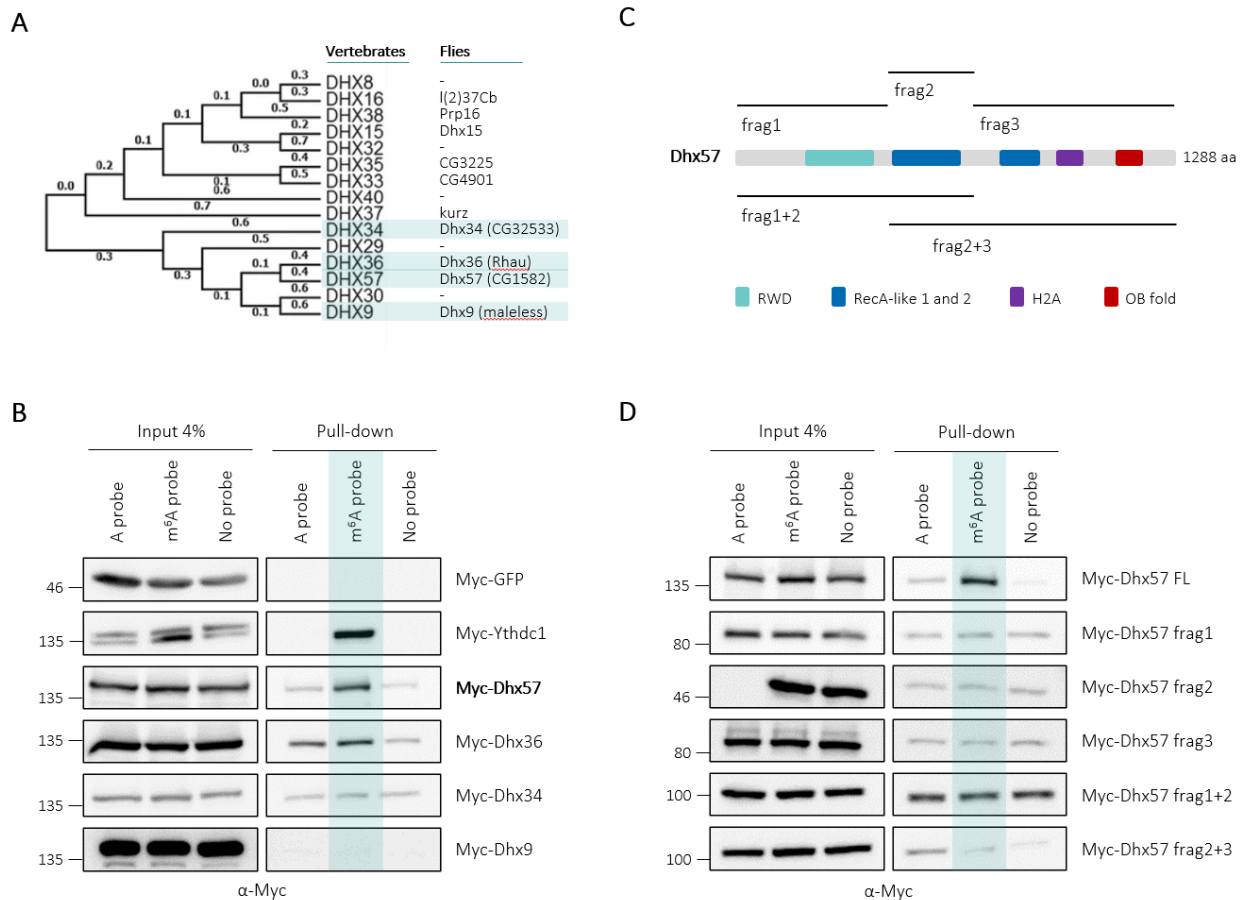 A
Vertebrates Flies
0.3
0.0
DHX8 -
0.1
0.3
DHX16 l(2)37Cb
0.5
DHX38 Prp16
0.1
0.2
DHX15 Dhx15
0.7
0.3
DHX32 -
0.1
0.4
DHX35 CG3225
0.5
0.1
DHX33 CG4901
0.2
0.6
DHX40 -
0.0
0.7
DHX37 kurz
0.6
DHX34 Dhx34 (CG32533)
0.5
DHX29 -
0.3
0.4
0.1
DHX36 Dhx36 (Rhau)
0.3
0.4
DHX57 Dhx57 (CG1582)
0.6
0.1
DHX30 -
0.6
0.1
DHX9 Dhx9 (maleless)
C
frag2
frag1
frag3
Dhx57
1288 aa
frag1+2
frag2+3
RWD
RecA-like 1 and 2
H2A
OB fold
B
Input 4% Pull-down
A probe
m⁶A probe
No probe
A probe
m⁶A probe
No probe
46 Myc-GFP
135 Myc-Ythdc1
135 Myc-Dhx57
135 Myc-Dhx36
135 Myc-Dhx34
135 Myc-Dhx9
α-Myc
D
Input 4% Pull-down
A probe
m⁶A probe
No probe
A probe
m⁶A probe
No probe
135 Myc-Dhx57 FL
80 Myc-Dhx57 frag1
46 Myc-Dhx57 frag2
80 Myc-Dhx57 frag3
100 Myc-Dhx57 frag1+2
100 Myc-Dhx57 frag2+3
α-Myc